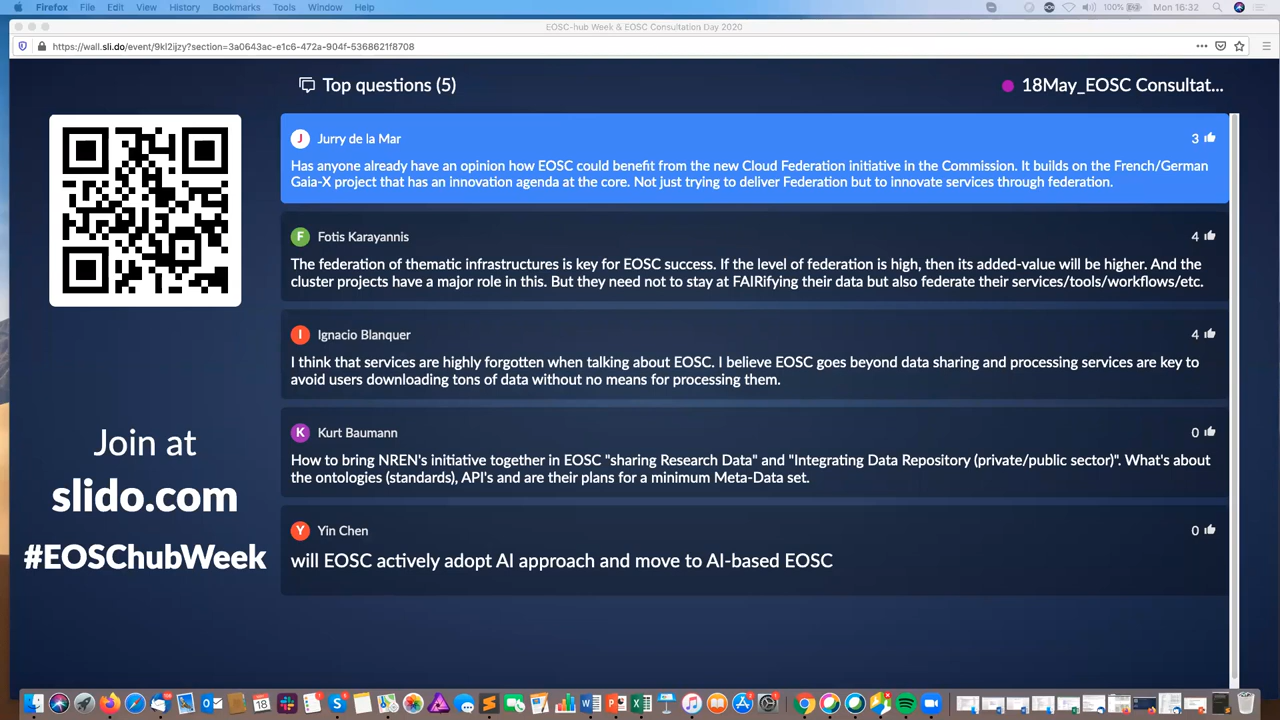 Firefox File Edit View History Bookmarks Tools Window Help 100% Mon 16:32
EOSC-hub Week & EOSC Consultation Day 2020
https://wall.sli.do/event/9kl2ijzy?section=3a0643ac-e1c6-472a-904f-5368621f8708
Top questions (5)
18May_EOSC Consultat...
J Jurry de la Mar 3
Has anyone already have an opinion how EOSC could benefit from the new Cloud Federation initiative in the Commission. It builds on the French/German
Gaia-X project that has an innovation agenda at the core. Not just trying to deliver Federation but to innovate services through federation.
F Fotis Karayannis 4
The federation of thematic infrastructures is key for EOSC success. If the level of federation is high, then its added-value will be higher. And the
cluster projects have a major role in this. But they need not to stay at FAIRifying their data but also federate their services/tools/workflows/etc.
I Ignacio Blanquer 4
I think that services are highly forgotten when talking about EOSC. I believe EOSC goes beyond data sharing and processing services are key to
avoid users downloading tons of data without no means for processing them.
K Kurt Baumann 0
How to bring NREN's initiative together in EOSC "sharing Research Data" and "Integrating Data Repository (private/public sector)". What's about
the ontologies (standards), API's and are their plans for a minimum Meta-Data set.
Y Yin Chen 0
will EOSC actively adopt AI approach and move to AI-based EOSC
Join at
slido.com
#EOSChubWeek
18